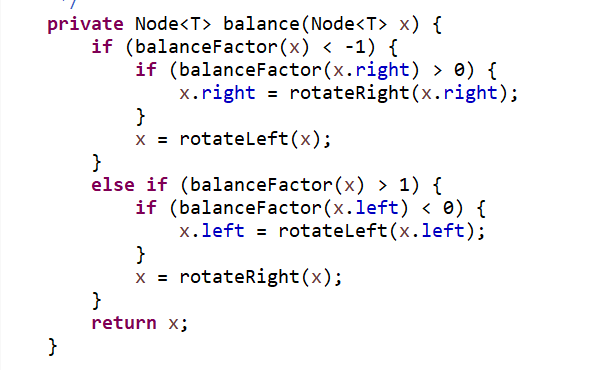 */
private Node<T> balance(Node<T> x) {
if (balanceFactor(x) < -1) {
if (balanceFactor(x.right) > 0) {
x.right = rotateRight(x.right);
}
x = rotateLeft(x);
}
else if (balanceFactor(x) > 1) {
if (balanceFactor(x.left) < 0) {
x.left = rotateLeft(x.left);
}
x = rotateRight(x);
}
return x;
}